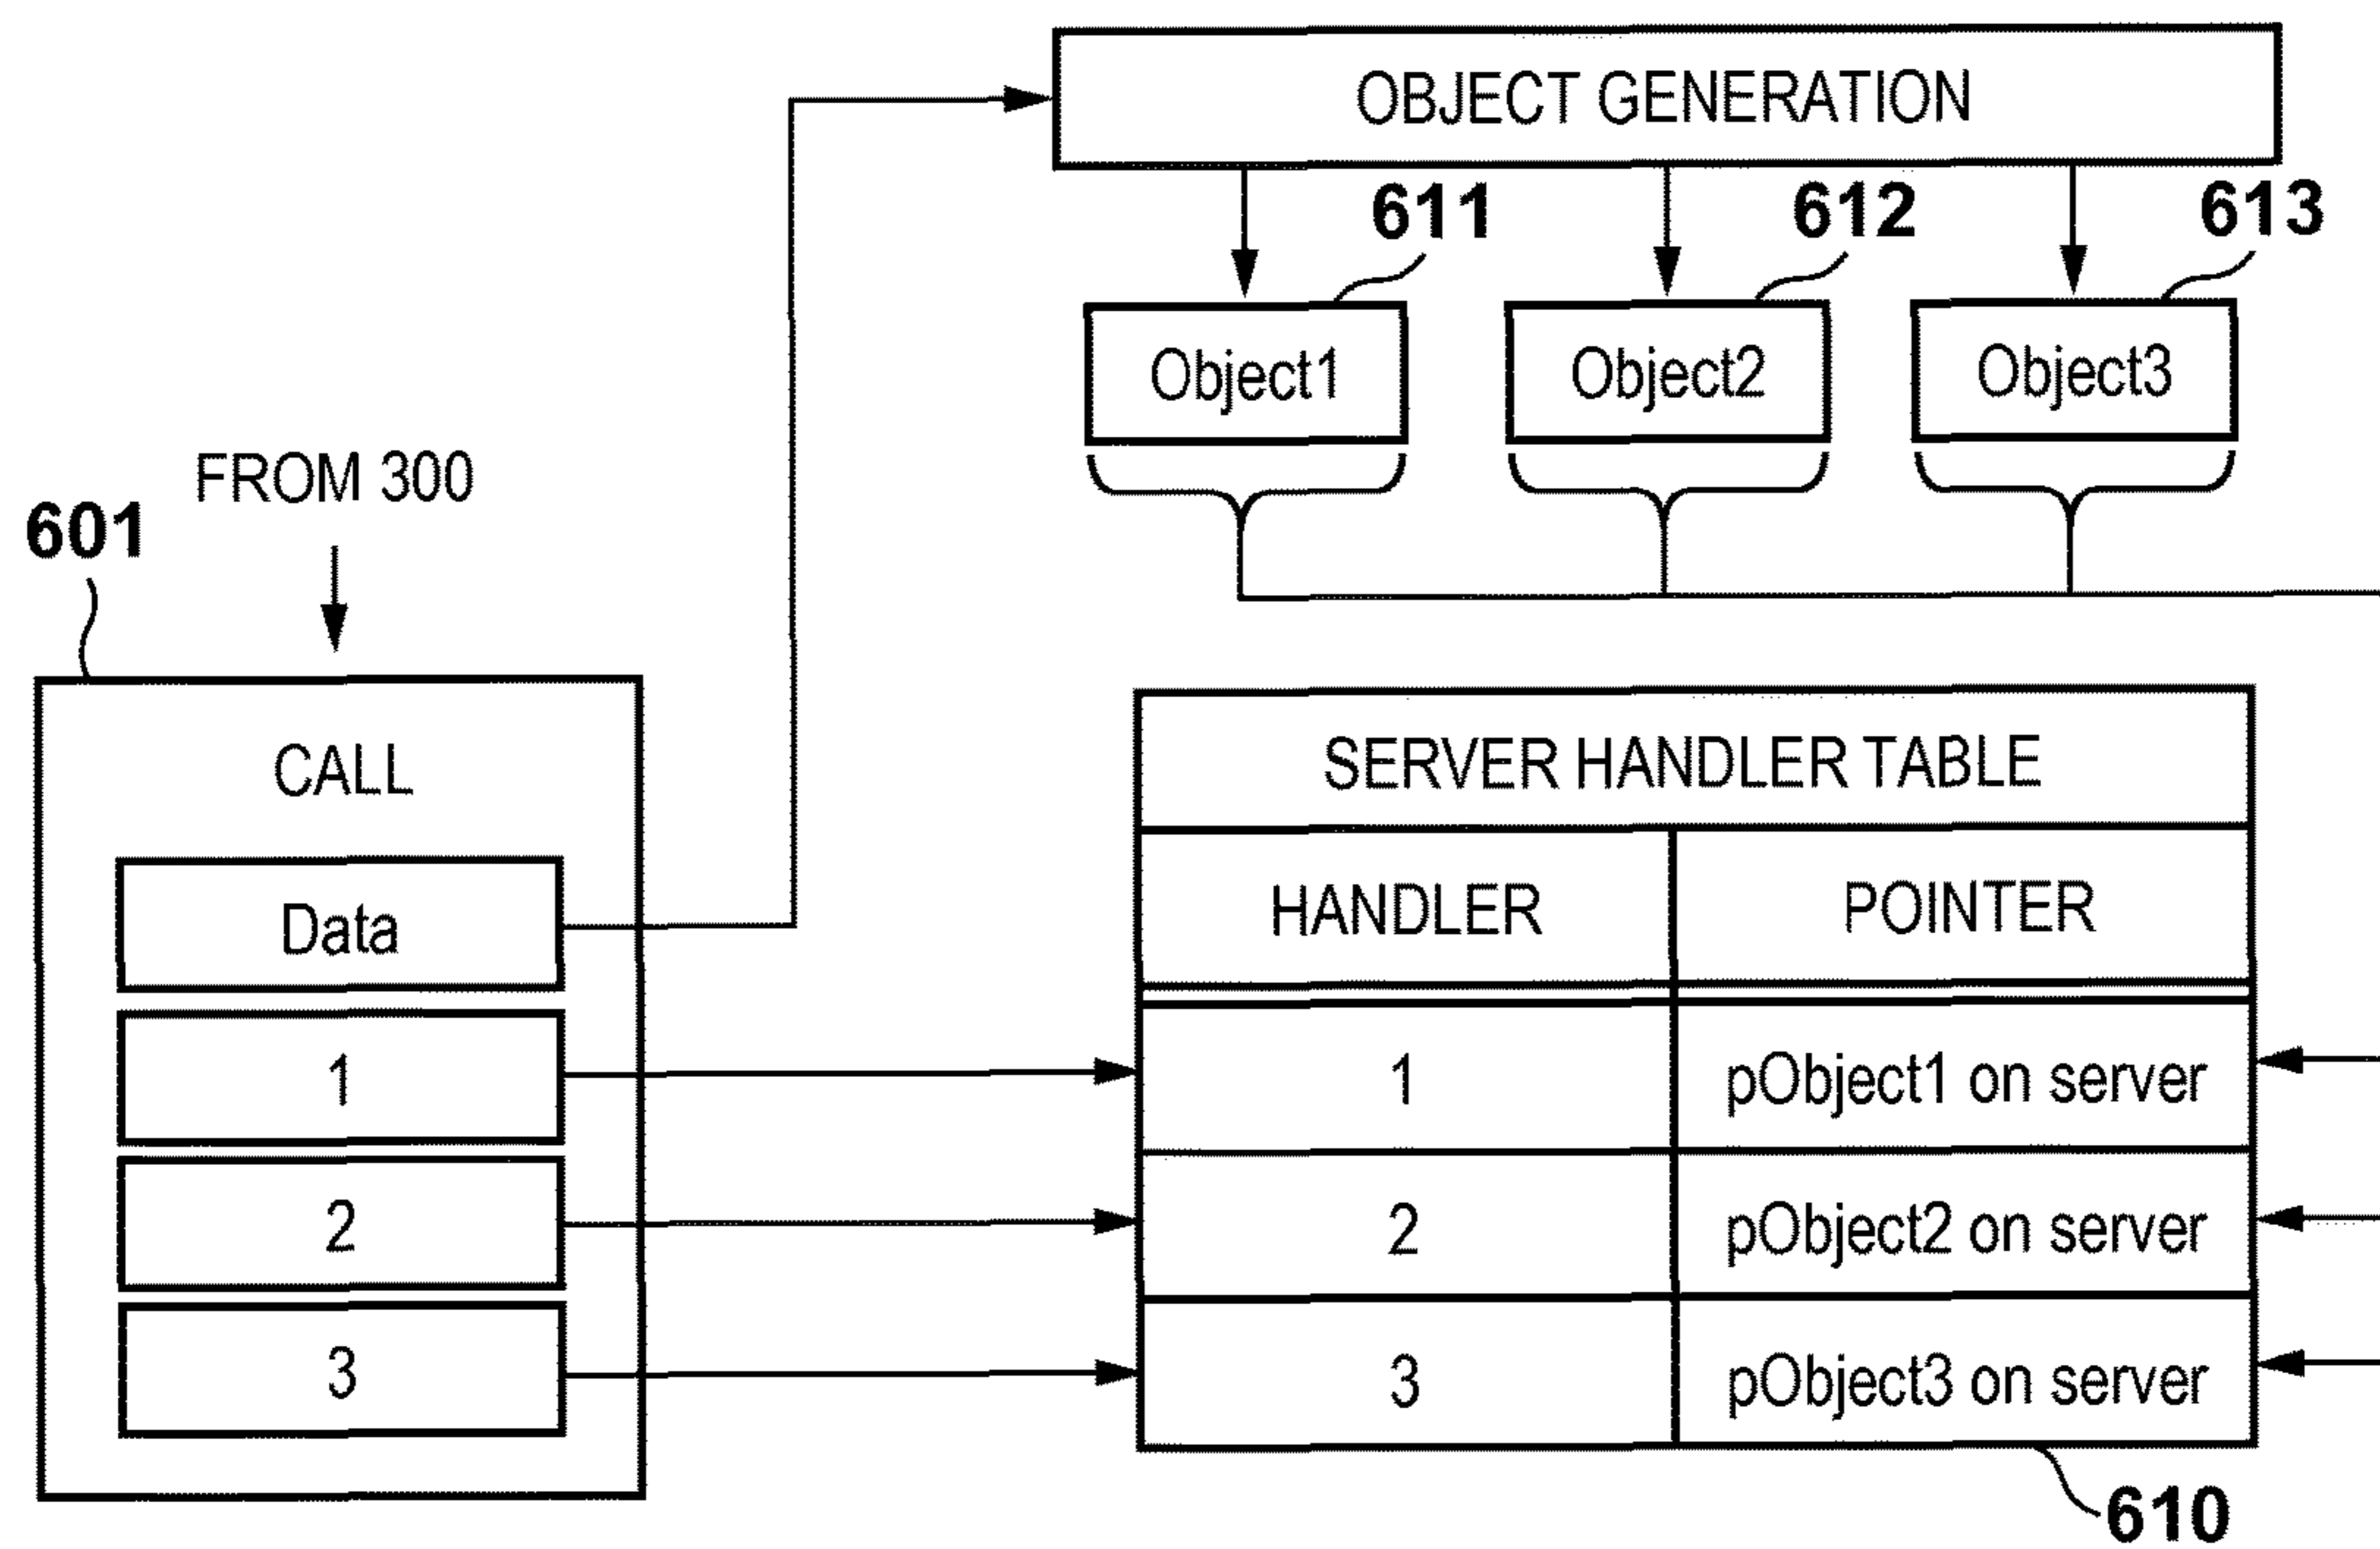 OBJECT GENERATION
611
612
613
Object1
Object2
Object3
FROM 300
601
CALL
Data
1
2
3
SERVER HANDLER TABLE
HANDLER POINTER
1 pObject1 on server
2 pObject2 on server
3 pObject3 on server
610